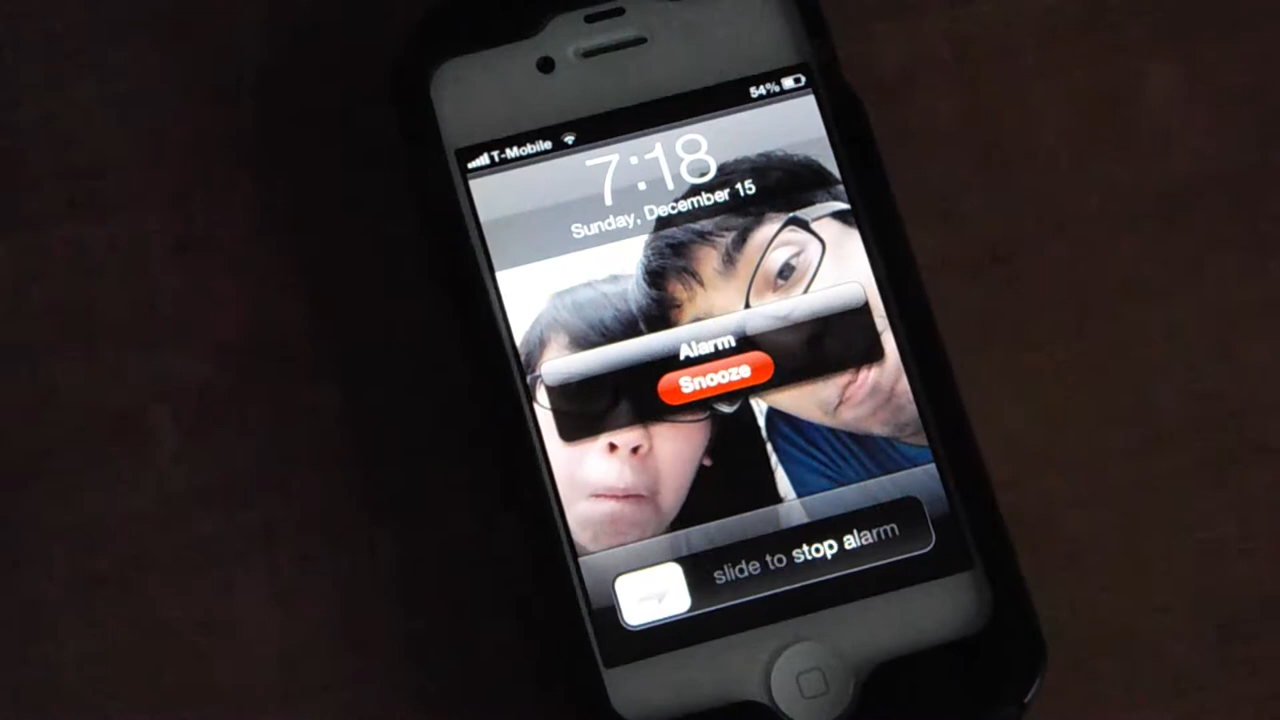 54%
T-Mobile
7:18
Sunday, December 15
Alarm
Snooze
slide to stop alarm